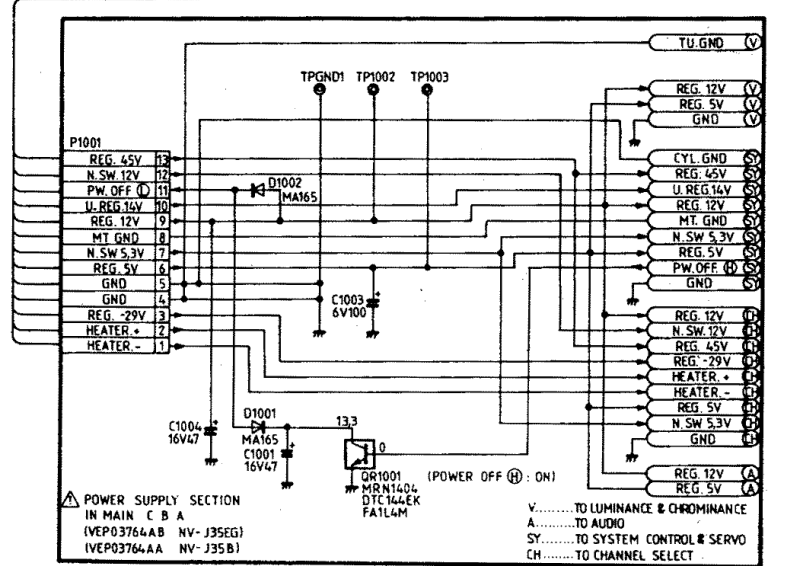 TU.GND V
TPGND1 TP1002 TP1003
REG. 12V V
REG. 5V V
GND V
P1001
REG. 45V 13
N.SW.12V 12
PW.OFF L 11
U.REG.14V 10
REG. 12V 9
MT GND 8
N.SW 5,3V 7
REG. 5V 6
GND 5
GND 4
REG. -29V 3
HEATER.+ 2
HEATER.- 1
D1002
MA165
CYL.GND SY
REG: 45V SY
U.REG.14V SY
REG. 12V SY
MT. GND SY
N.SW 5,3V SY
REG.5V SY
PW.OFF. H SY
GND SY
C1003
6V100
REG. 12V CH
N.SW.12V CH
REG. 45V CH
REG.-29V CH
HEATER. + CH
HEATER. - CH
REG. 5V CH
N.SW 5,3V CH
GND CH
C1004
16V47
D1001
MA165
C1001
16V47
13,3
0
QR1001
MRN1404
DTC144EK
FA1L4M
(POWER OFF H : ON)
REG. 12V A
REG. 5V A
POWER SUPPLY SECTION
IN MAIN C B A
(VEP03764AB NV-J35EG)
(VEP03764AA NV-J35B)
V..........TO LUMINANCE & CHROMINANCE
A..........TO AUDIO
SY........TO SYSTEM CONTROL & SERVO
CH........TO CHANNEL SELECT